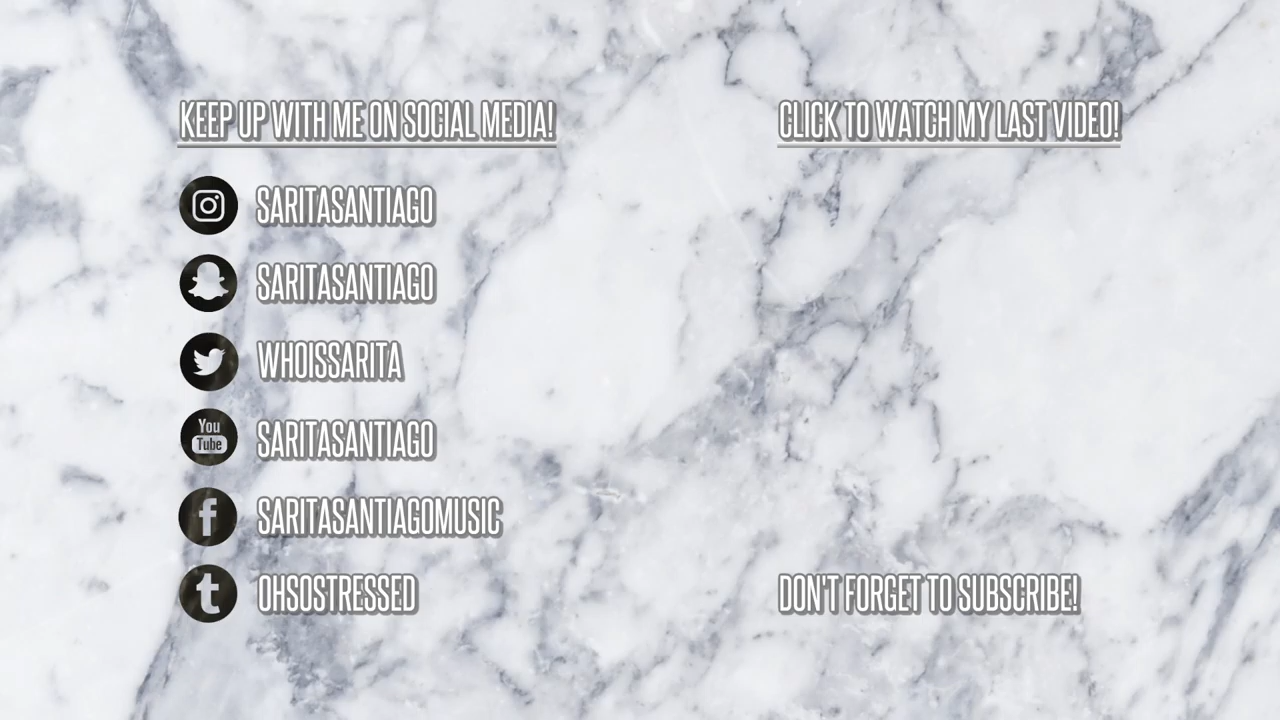 KEEP UP WITH ME ON SOCIAL MEDIA!
SARITASANTIAGO
SARITASANTIAGO
WHOISSARITA
You
Tube
SARITASANTIAGO
SARITASANTIAGOMUSIC
OHSOSTRESSED
CLICK TO WATCH MY LAST VIDEO!
DON'T FORGET TO SUBSCRIBE!